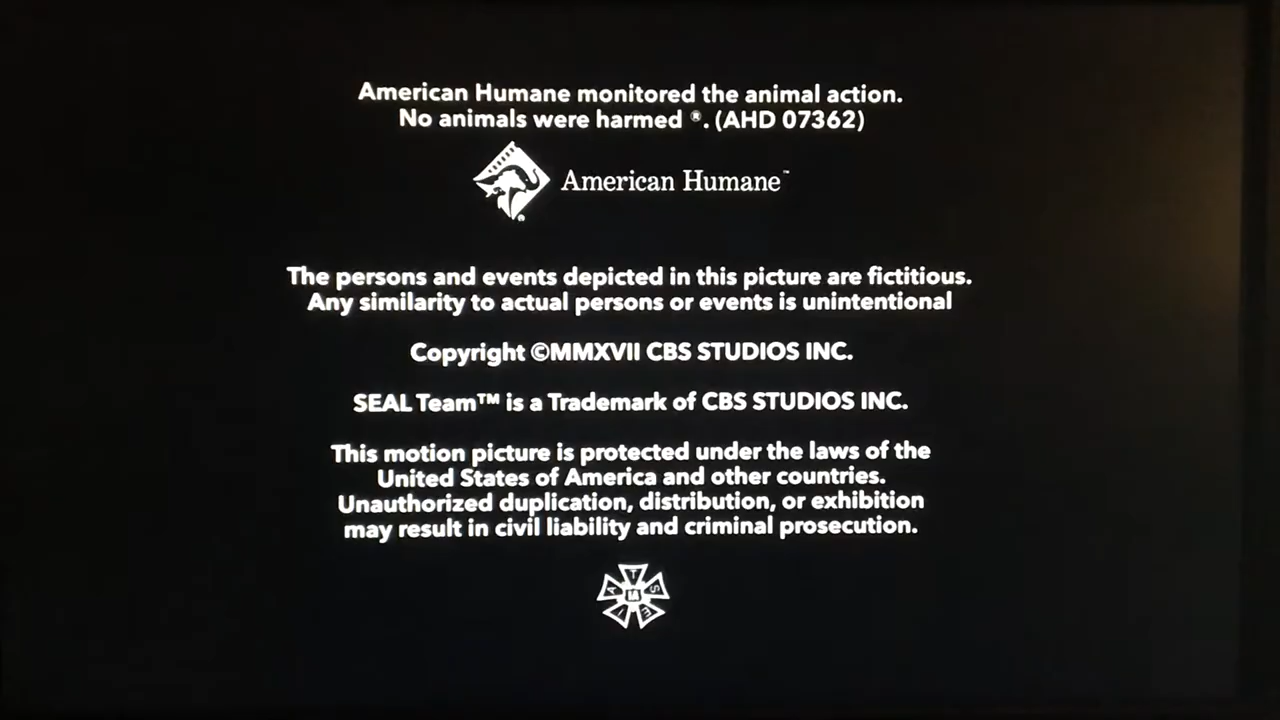 American Humane monitored the animal action.
No animals were harmed ®. (AHD 07362)
American Humane™
The persons and events depicted in this picture are fictitious.
Any similarity to actual persons or events is unintentional
Copyright ©MMXVII CBS STUDIOS INC.
SEAL Team™ is a Trademark of CBS STUDIOS INC.
This motion picture is protected under the laws of the
United States of America and other countries.
Unauthorized duplication, distribution, or exhibition
may result in civil liability and criminal prosecution.
I A T S E
IA